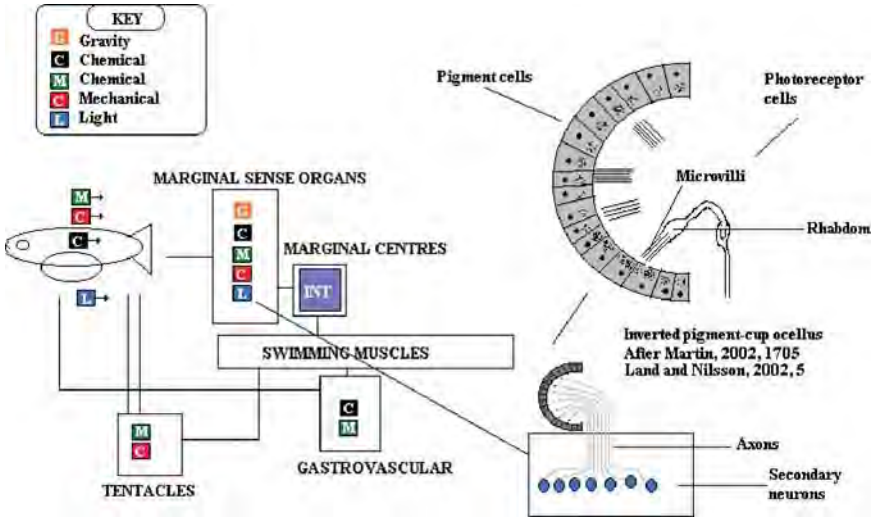 KEY
G Gravity
C Chemical
M Chemical
C Mechanical
L Light
Pigment cells
Photoreceptor
cells
Microvilli
Rhabdom
MARGINAL SENSE ORGANS
M
C
C
L
G
C
M
C
L
MARGINAL CENTRES
INT
SWIMMING MUSCLES
Inverted pigment-cup ocellus
After Martin, 2002, 1705
Land and Nilsson, 2002, 5
C
M
GASTROVASCULAR
M
C
TENTACLES
Axons
Secondary
neurons